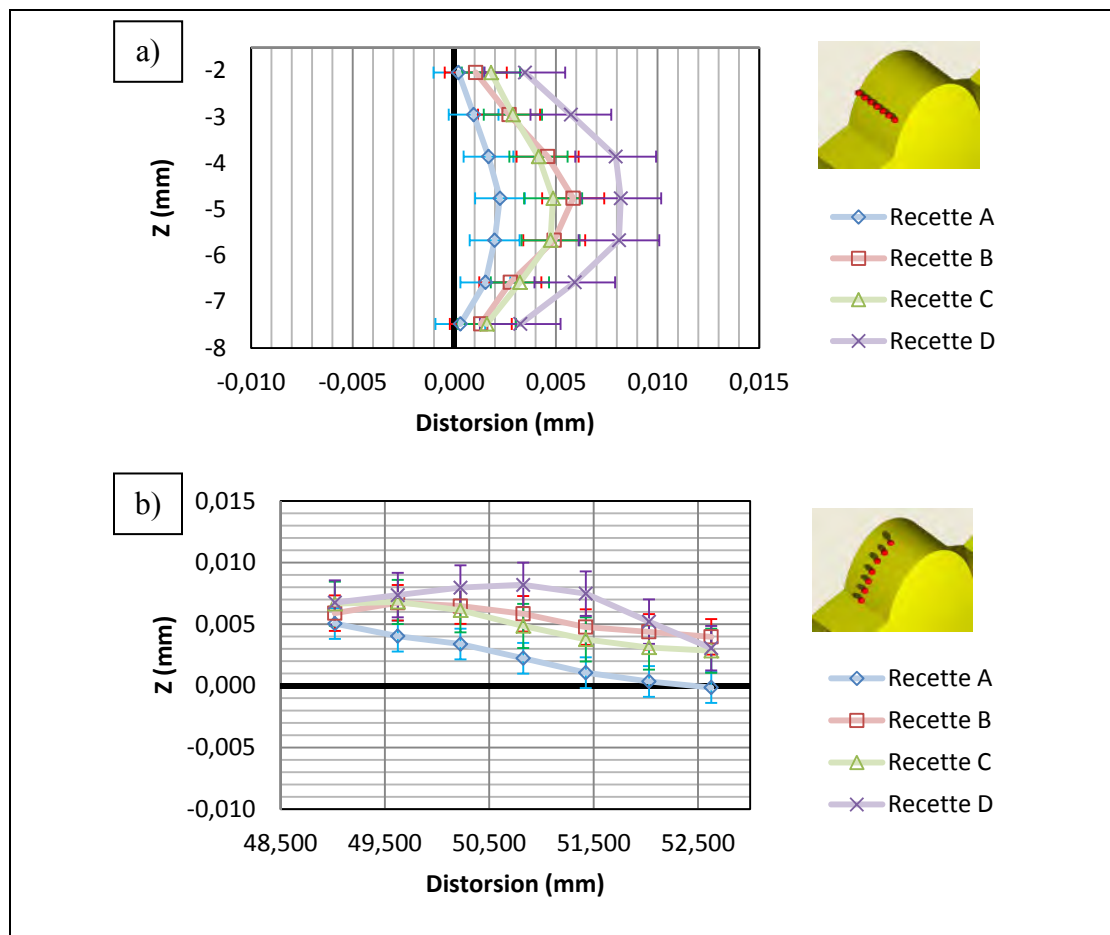 a)
-2
-3
-4
-5
-6
-7
-8
Z (mm)
-0,010 -0,005 0,000 0,005 0,010 0,015
Distorsion (mm)
Recette A
Recette B
Recette C
Recette D
b)
0,015
0,010
0,005
0,000
-0,005
-0,010
Z (mm)
48,500 49,500 50,500 51,500 52,500
Distorsion (mm)
Recette A
Recette B
Recette C
Recette D